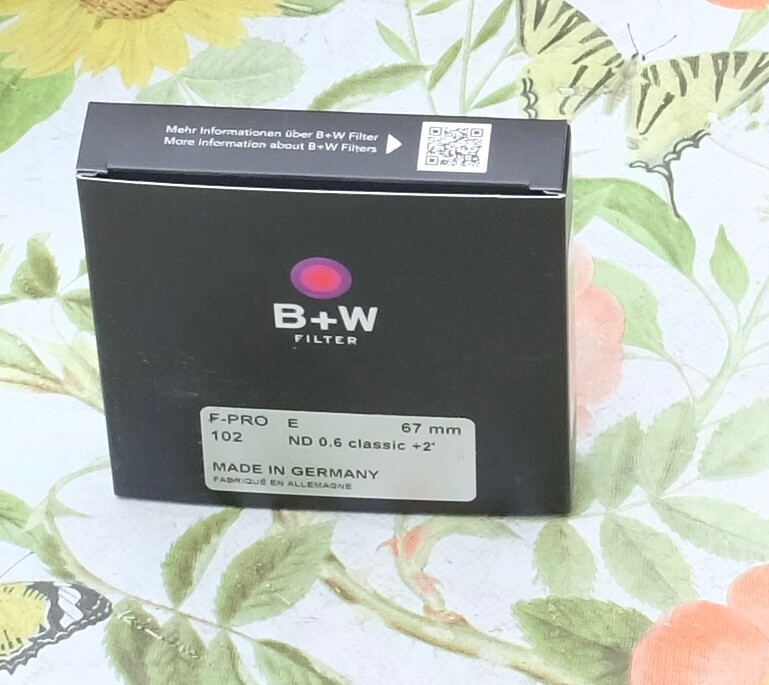 Mehr Informationen über B+W Filter
More information about B+W Filters
B+W
FILTER
F-PRO E 67 mm
102 ND 0.6 classic +2*
MADE IN GERMANY
FABRIQUÉ EN ALLEMAGNE